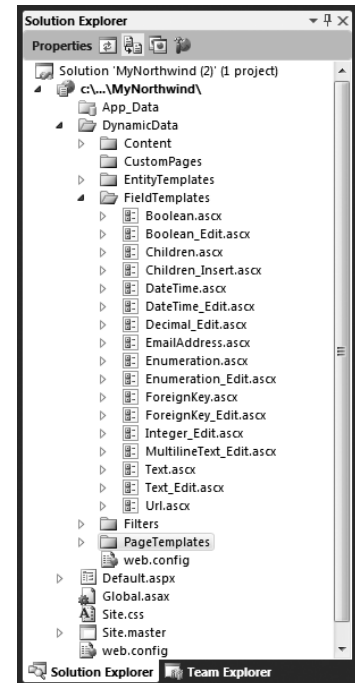 Solution Explorer
Properties
Solution 'MyNorthwind (2)' (1 project)
c:\...\MyNorthwind\
App_Data
DynamicData
Content
CustomPages
EntityTemplates
FieldTemplates
Boolean.ascx
Boolean_Edit.ascx
Children.ascx
Children_Insert.ascx
DateTime.ascx
DateTime_Edit.ascx
Decimal_Edit.ascx
EmailAddress.ascx
Enumeration.ascx
Enumeration_Edit.ascx
ForeignKey.ascx
ForeignKey_Edit.ascx
Integer_Edit.ascx
MultilineText_Edit.ascx
Text.ascx
Text_Edit.ascx
Url.ascx
Filters
PageTemplates
web.config
Default.aspx
Global.asax
Site.css
Site.master
web.config
Solution Explorer Team Explorer